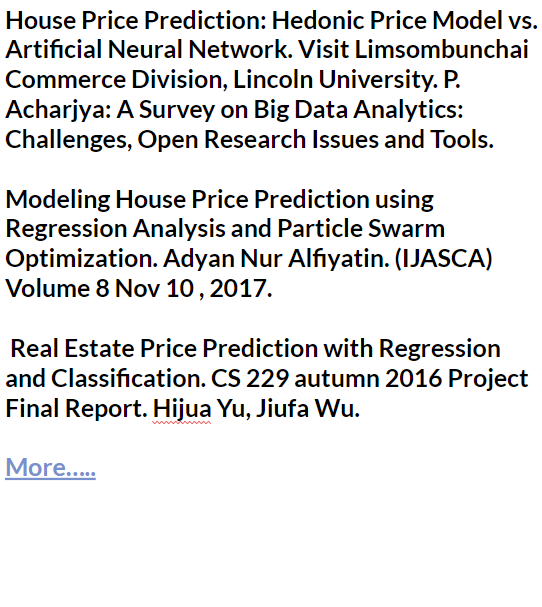 House Price Prediction: Hedonic Price Model vs.
Artificial Neural Network. Visit Limsombunchai
Commerce Division, Lincoln University. P.
Acharjya: A Survey on Big Data Analytics:
Challenges, Open Research Issues and Tools.
Modeling House Price Prediction using
Regression Analysis and Particle Swarm
Optimization. Adyan Nur Alfiyatin. (IJASCA)
Volume 8 Nov 10 , 2017.
Real Estate Price Prediction with Regression
and Classification. CS 229 autumn 2016 Project
Final Report. Hijua Yu, Jiufa Wu.
More…..